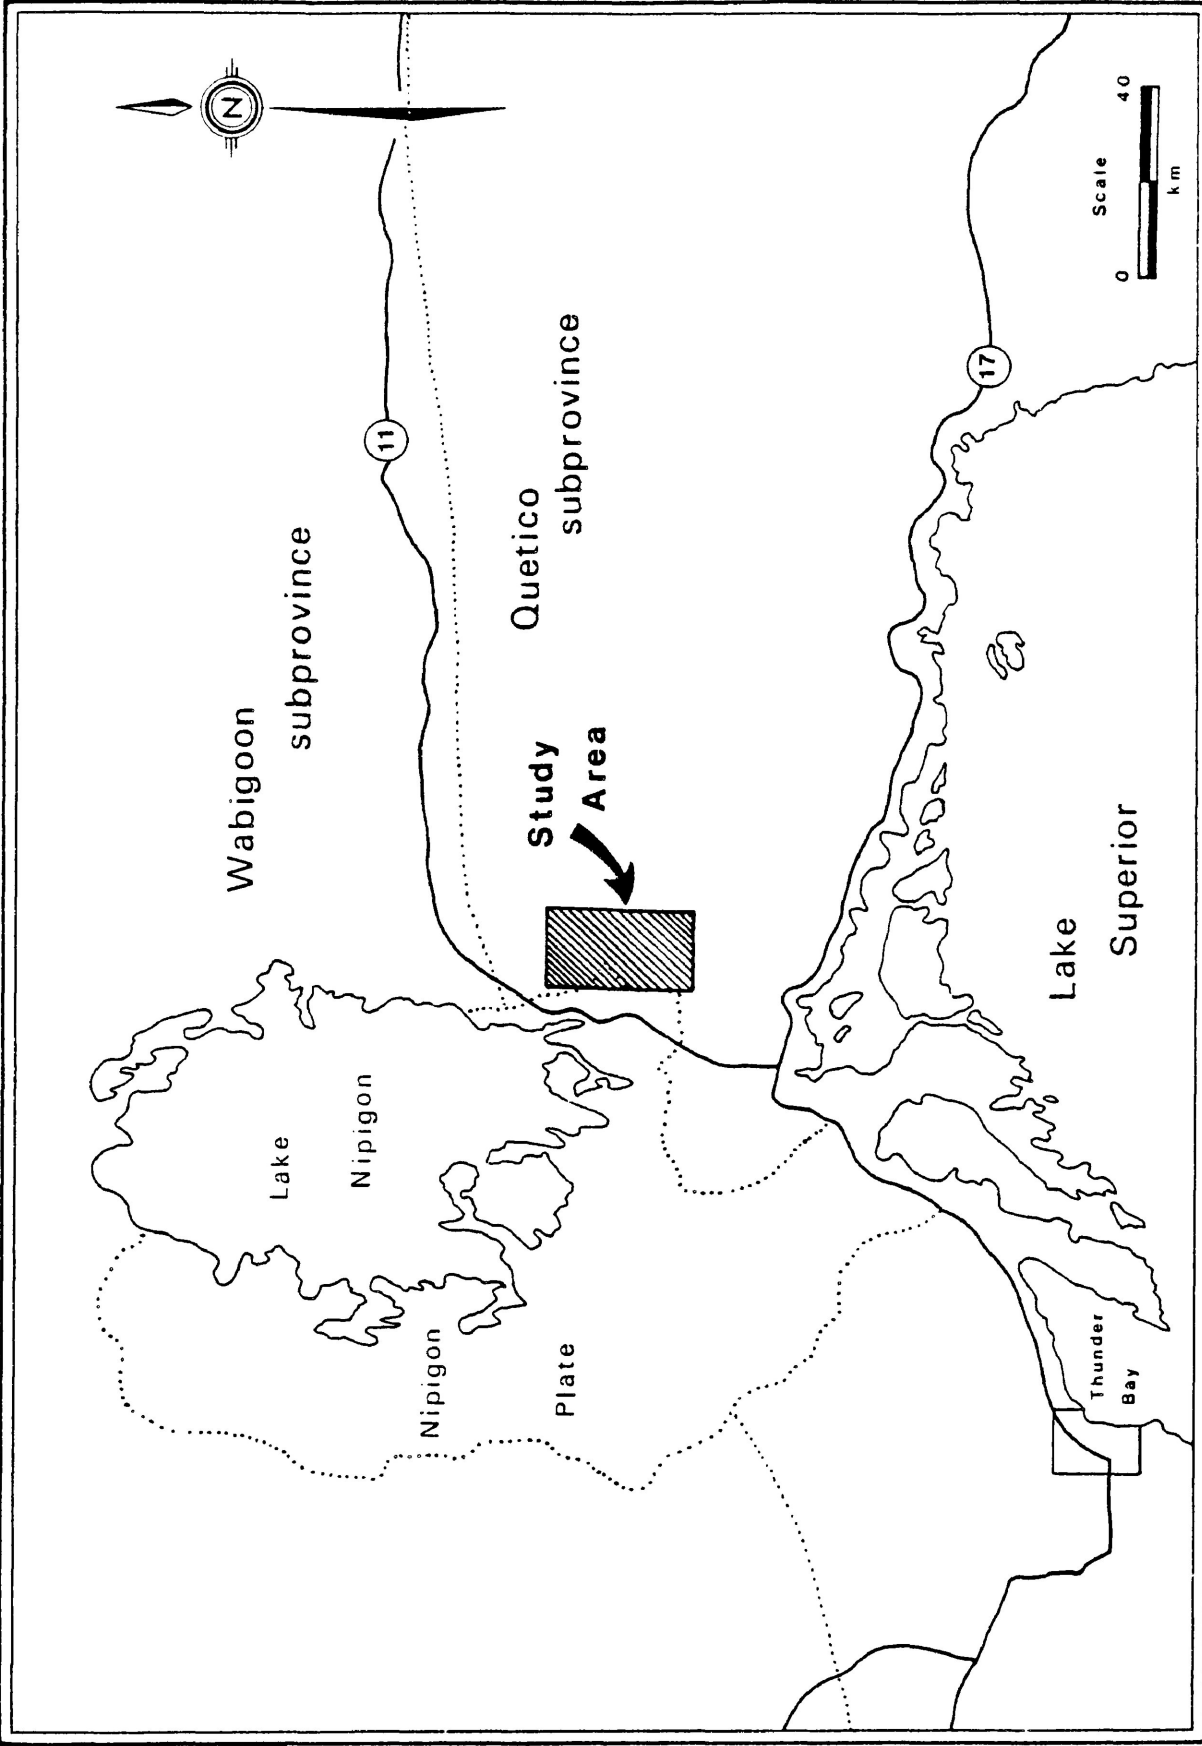 N
Wabigoon
subprovince
11
Lake
Nipigon
Quetico
subprovince
Study
Area
Nipigon
Plate
17
Lake
Superior
Thunder
Bay
Scale
0 40
km